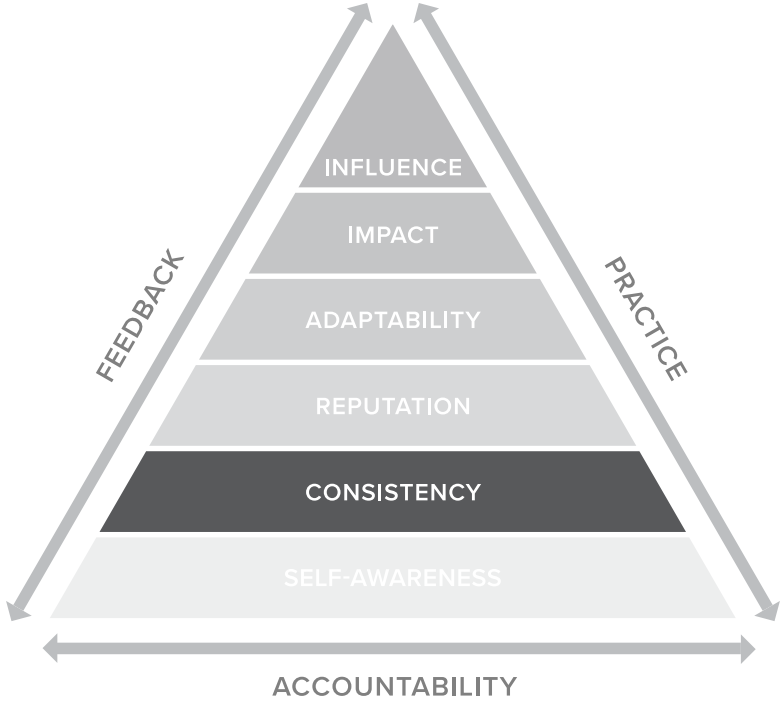 INFLUENCE
IMPACT
FEEDBACK
PRACTICE
ADAPTABILITY
REPUTATION
CONSISTENCY
SELF-AWARENESS
ACCOUNTABILITY